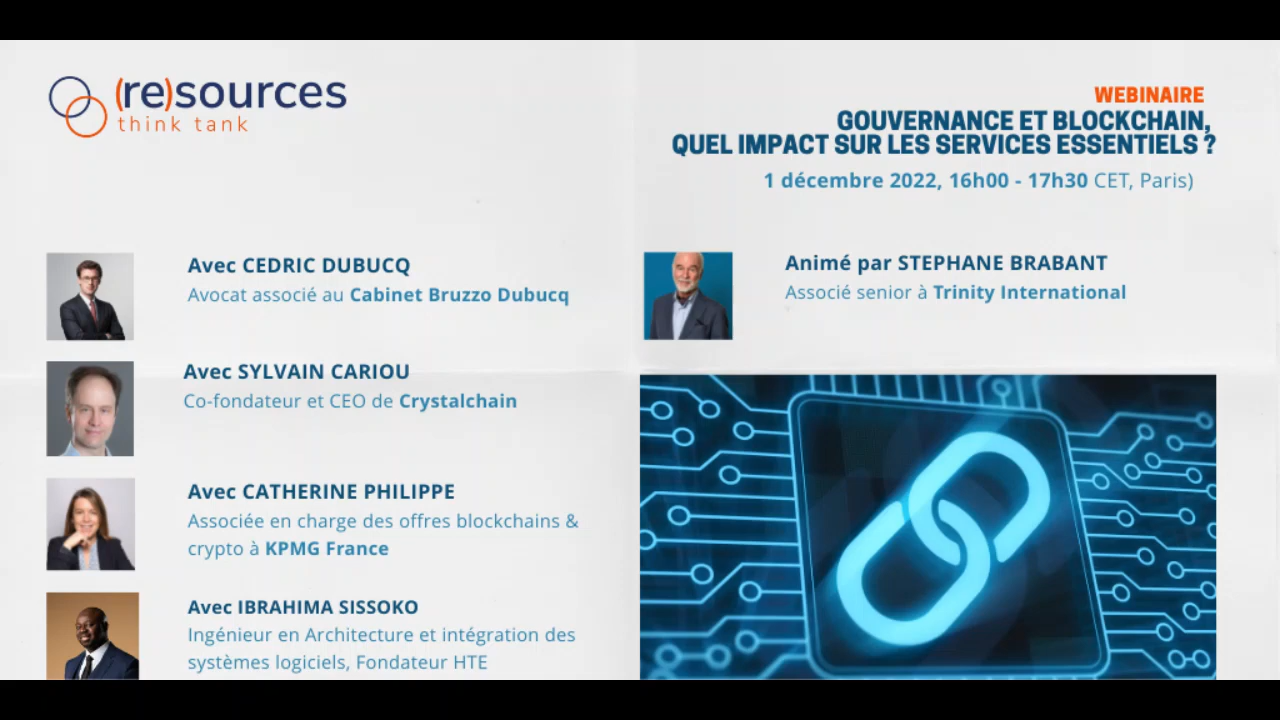 (re)sources
think tank
WEBINAIRE
GOUVERNANCE ET BLOCKCHAIN,
QUEL IMPACT SUR LES SERVICES ESSENTIELS ?
1 décembre 2022, 16h00 - 17h30 CET, Paris)
Avec CEDRIC DUBUCQ
Avocat associé au Cabinet Bruzzo Dubucq
Avec SYLVAIN CARIOU
Co-fondateur et CEO de Crystalchain
Avec CATHERINE PHILIPPE
Associée en charge des offres blockchains &
crypto à KPMG France
Avec IBRAHIMA SISSOKO
Ingénieur en Architecture et intégration des
systèmes logiciels, Fondateur HTE
Animé par STEPHANE BRABANT
Associé senior à Trinity International